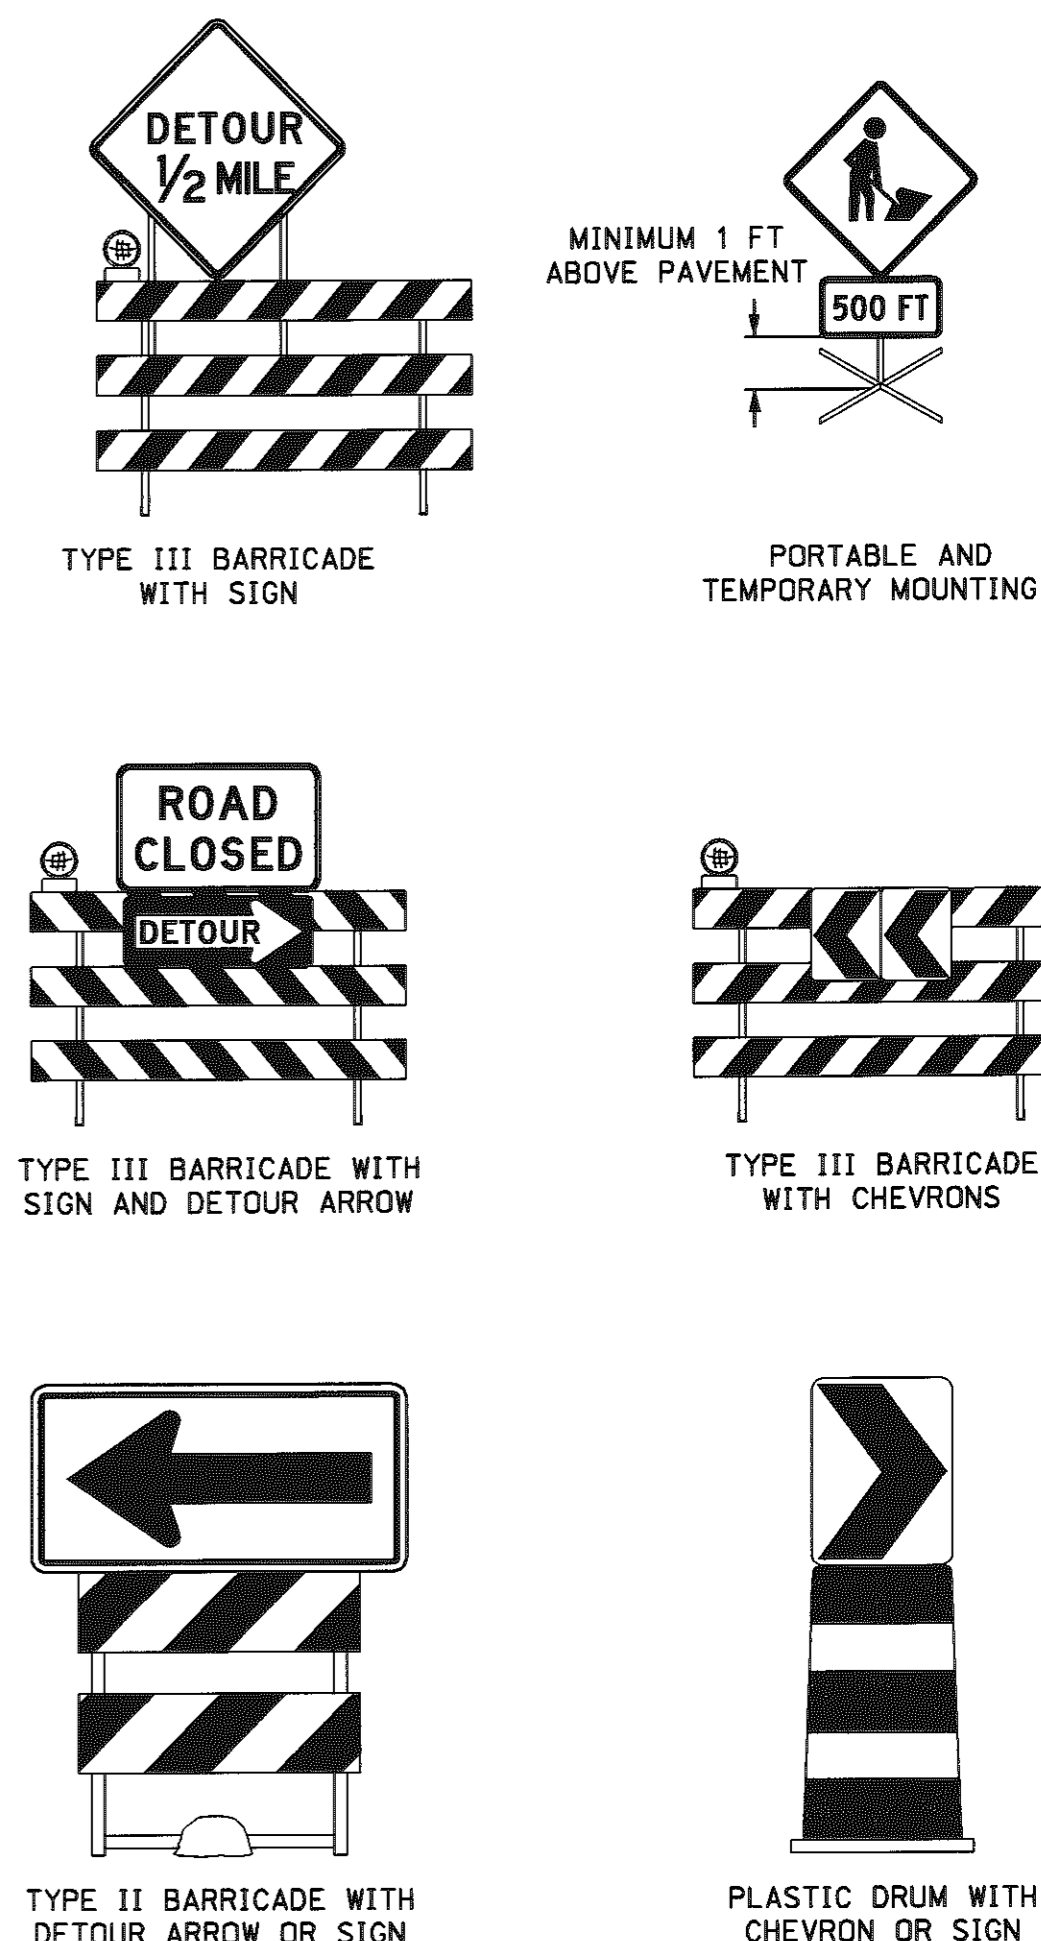 DETOUR
1/2 MILE
TYPE III BARRICADE
WITH SIGN
MINIMUM 1 FT
ABOVE PAVEMENT
500 FT
PORTABLE AND
TEMPORARY MOUNTING
ROAD
CLOSED
DETOUR
TYPE III BARRICADE WITH
SIGN AND DETOUR ARROW
TYPE III BARRICADE
WITH CHEVRONS
TYPE II BARRICADE WITH
DETOUR ARROW OR SIGN
PLASTIC DRUM WITH
CHEVRON OR SIGN